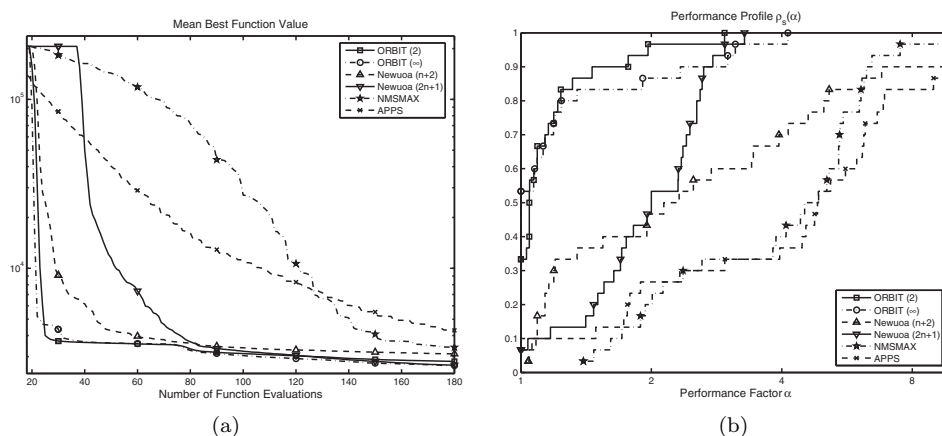 Mean Best Function Value
10^5
10^4
ORBIT (2)
ORBIT (∞)
Newuoa (n+2)
Newuoa (2n+1)
NMSMAX
APPS
20 40 60 80 100 120 140 160 180
Number of Function Evaluations
(a)
Performance Profile ρs(α)
1
0.9
0.8
0.7
0.6
0.5
0.4
0.3
0.2
0.1
0
ORBIT (2)
ORBIT (∞)
Newuoa (n+2)
Newuoa (2n+1)
NMSMAX
APPS
1 2 4 8
Performance Factor α
(b)